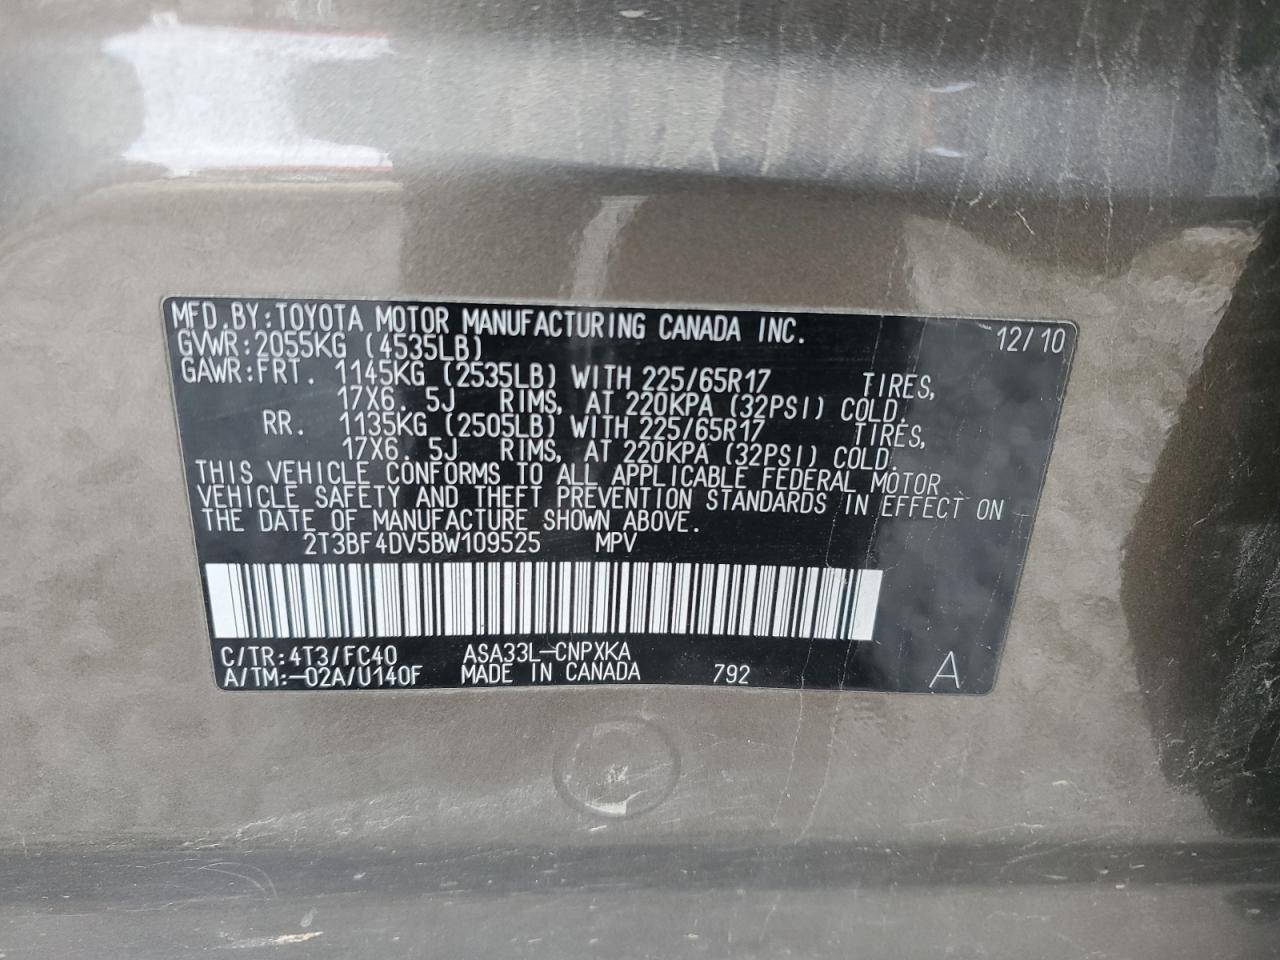 MFD.BY:TOYOTA MOTOR MANUFACTURING CANADA INC. 12/10
GVWR:2055KG (4535LB)
GAWR:FRT. 1145KG (2535LB) WITH 225/65R17 TIRES,
17X6.5J RIMS, AT 220KPA (32PSI) COLD.
RR. 1135KG (2505LB) WITH 225/65R17 TIRES,
17X6.5J RIMS, AT 220KPA (32PSI) COLD.
THIS VEHICLE CONFORMS TO ALL APPLICABLE FEDERAL MOTOR
VEHICLE SAFETY AND THEFT PREVENTION STANDARDS IN EFFECT ON
THE DATE OF MANUFACTURE SHOWN ABOVE.
2T3BF4DV5BW109525 MPV
C/TR:4T3/FC40 ASA33L-CNPXKA
A/TM:-02A/U140F MADE IN CANADA 792 A